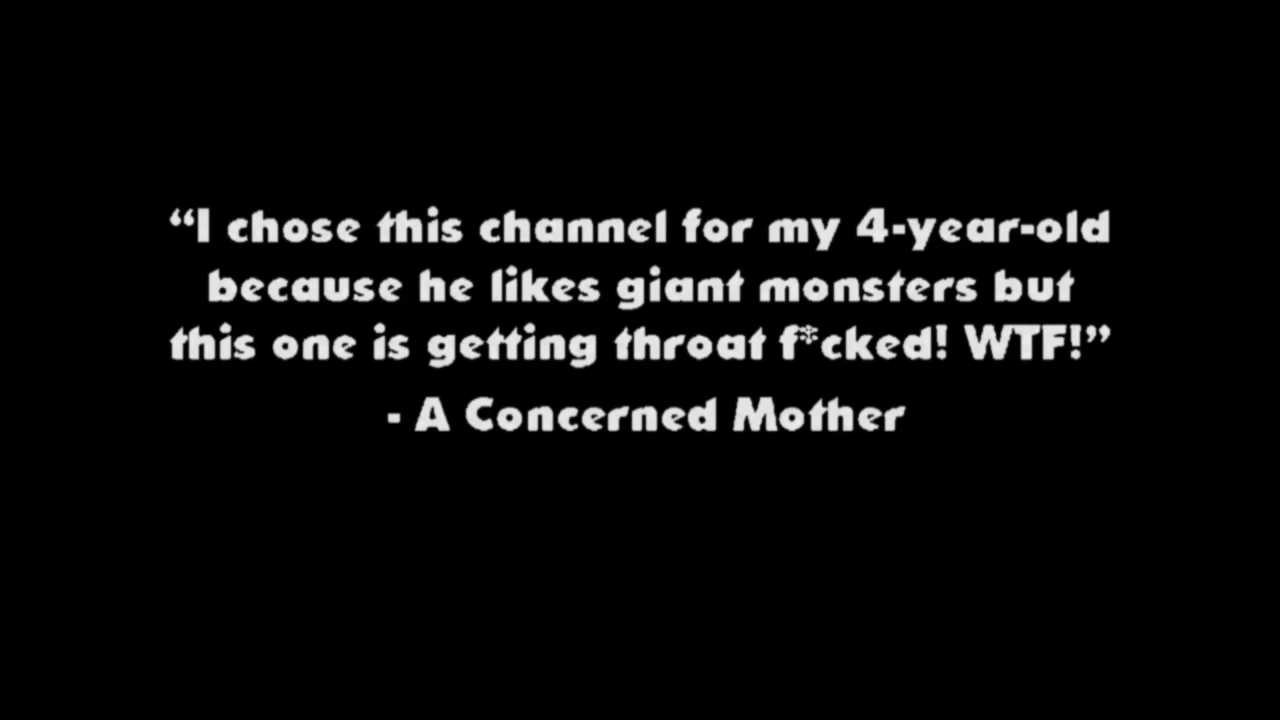 “I chose this channel for my 4-year-old
because he likes giant monsters but
this one is getting throat f*cked! WTF!”
- A Concerned Mother